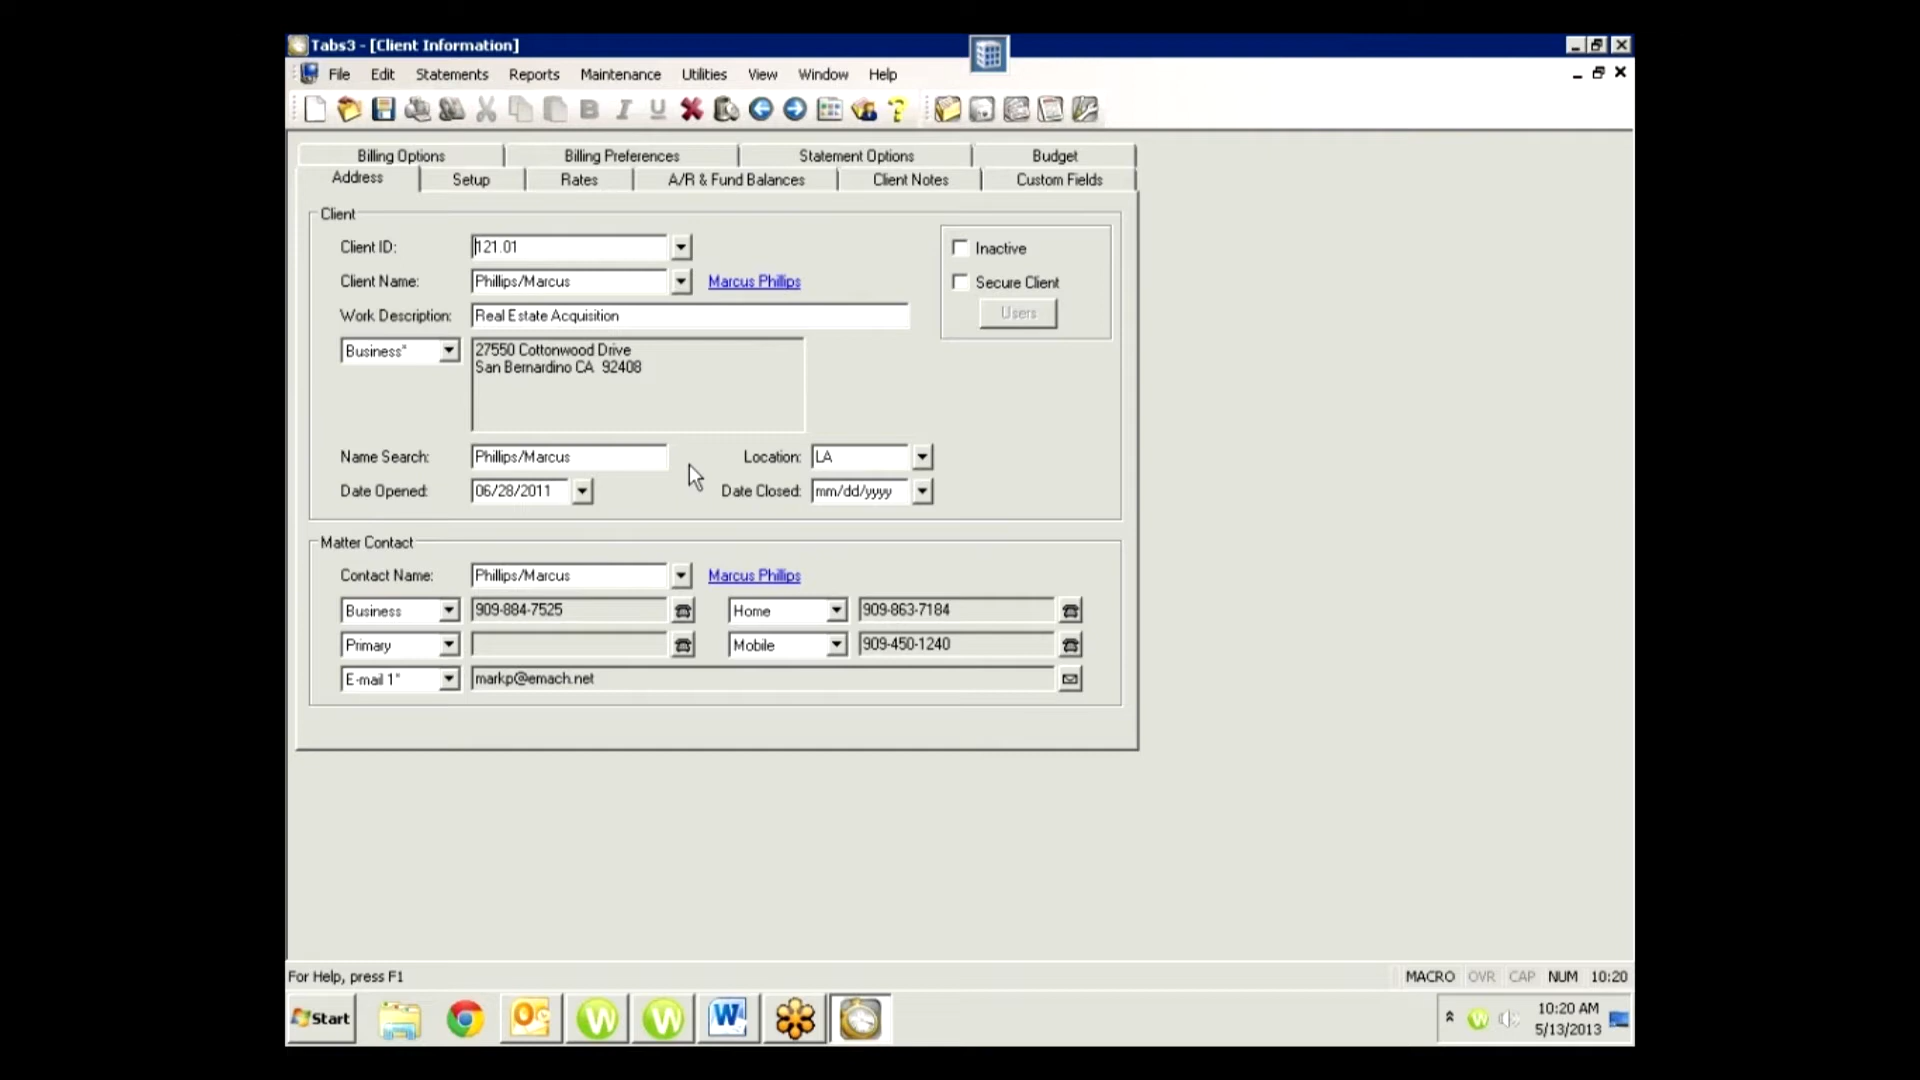 Tabs3 - [Client Information]
File Edit Statements Reports Maintenance Utilities View Window Help
B I U
Billing Options Billing Preferences Statement Options Budget
Address Setup Rates A/R & Fund Balances Client Notes Custom Fields
Client
Client ID: 121.01 Inactive
Client Name: Phillips/Marcus Marcus Phillips Secure Client
Work Description: Real Estate Acquisition Users
Business* 27550 Cottonwood Drive
San Bernardino CA 92408
Name Search: Phillips/Marcus Location: LA
Date Opened: 06/28/2011 Date Closed: mm/dd/yyyy
Matter Contact
Contact Name: Phillips/Marcus Marcus Phillips
Business 909-884-7525 Home 909-863-7184
Primary Mobile 909-450-1240
E-mail 1* markp@emach.net
For Help, press F1 MACRO OVR CAP NUM 10:20
Start 10:20 AM
5/13/2013